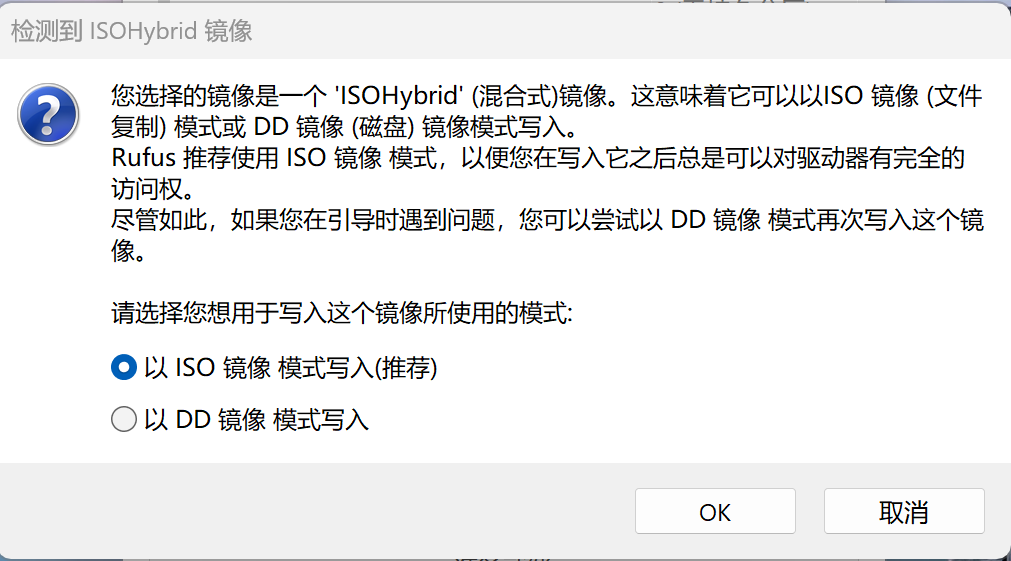 检测到 ISOHybrid 镜像
您选择的镜像是一个 'ISOHybrid' (混合式)镜像。这意味着它可以以ISO 镜像 (文件
复制) 模式或 DD 镜像 (磁盘) 镜像模式写入。
Rufus 推荐使用 ISO 镜像 模式，以便您在写入它之后总是可以对驱动器有完全的
访问权。
尽管如此，如果您在引导时遇到问题，您可以尝试以 DD 镜像 模式再次写入这个镜
像。
请选择您想用于写入这个镜像所使用的模式:
以 ISO 镜像 模式写入(推荐)
以 DD 镜像 模式写入
OK
取消